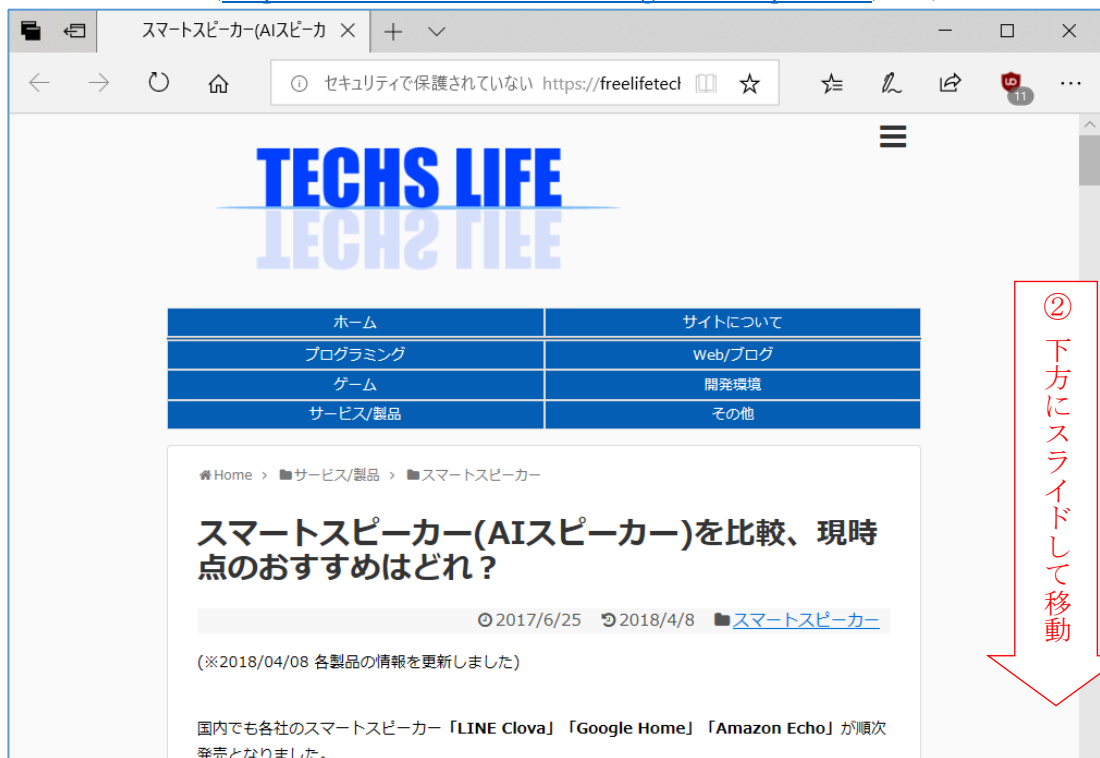 スマートスピーカー(AIスピーカ
セキュリティで保護されていない https://freelifetech
11
TECHS LIFE
ホーム サイトについて
プログラミング Web/ブログ
ゲーム 開発環境
サービス/製品 その他
Home > サービス/製品 > スマートスピーカー
スマートスピーカー(AIスピーカー)を比較、現時
点のおすすめはどれ？
2017/6/25 2018/4/8 スマートスピーカー
(※2018/04/08 各製品の情報を更新しました)
国内でも各社のスマートスピーカー「LINE Clova」「Google Home」「Amazon Echo」が順次
発売となりました。
② 下方にスライドして移動